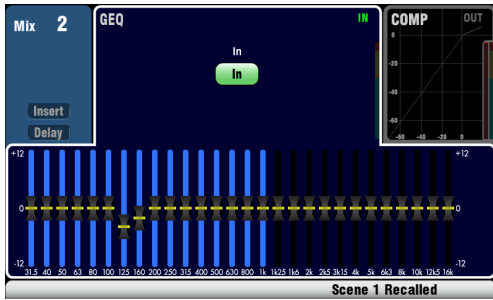 Mix 2
GEQ IN
COMP OUT
In
In
Insert
Delay
0
-20
-40
-60
-60 -40 -20 0
+12 +12
0 0
-12 -12
31.5 40 50 63 80 100 125 160 200 250 315 400 500 630 800 1k 1k25 1k6 2k 2k5 3k15 4k 5k 6k3 8k 10k 12k5 16k
Scene 1 Recalled